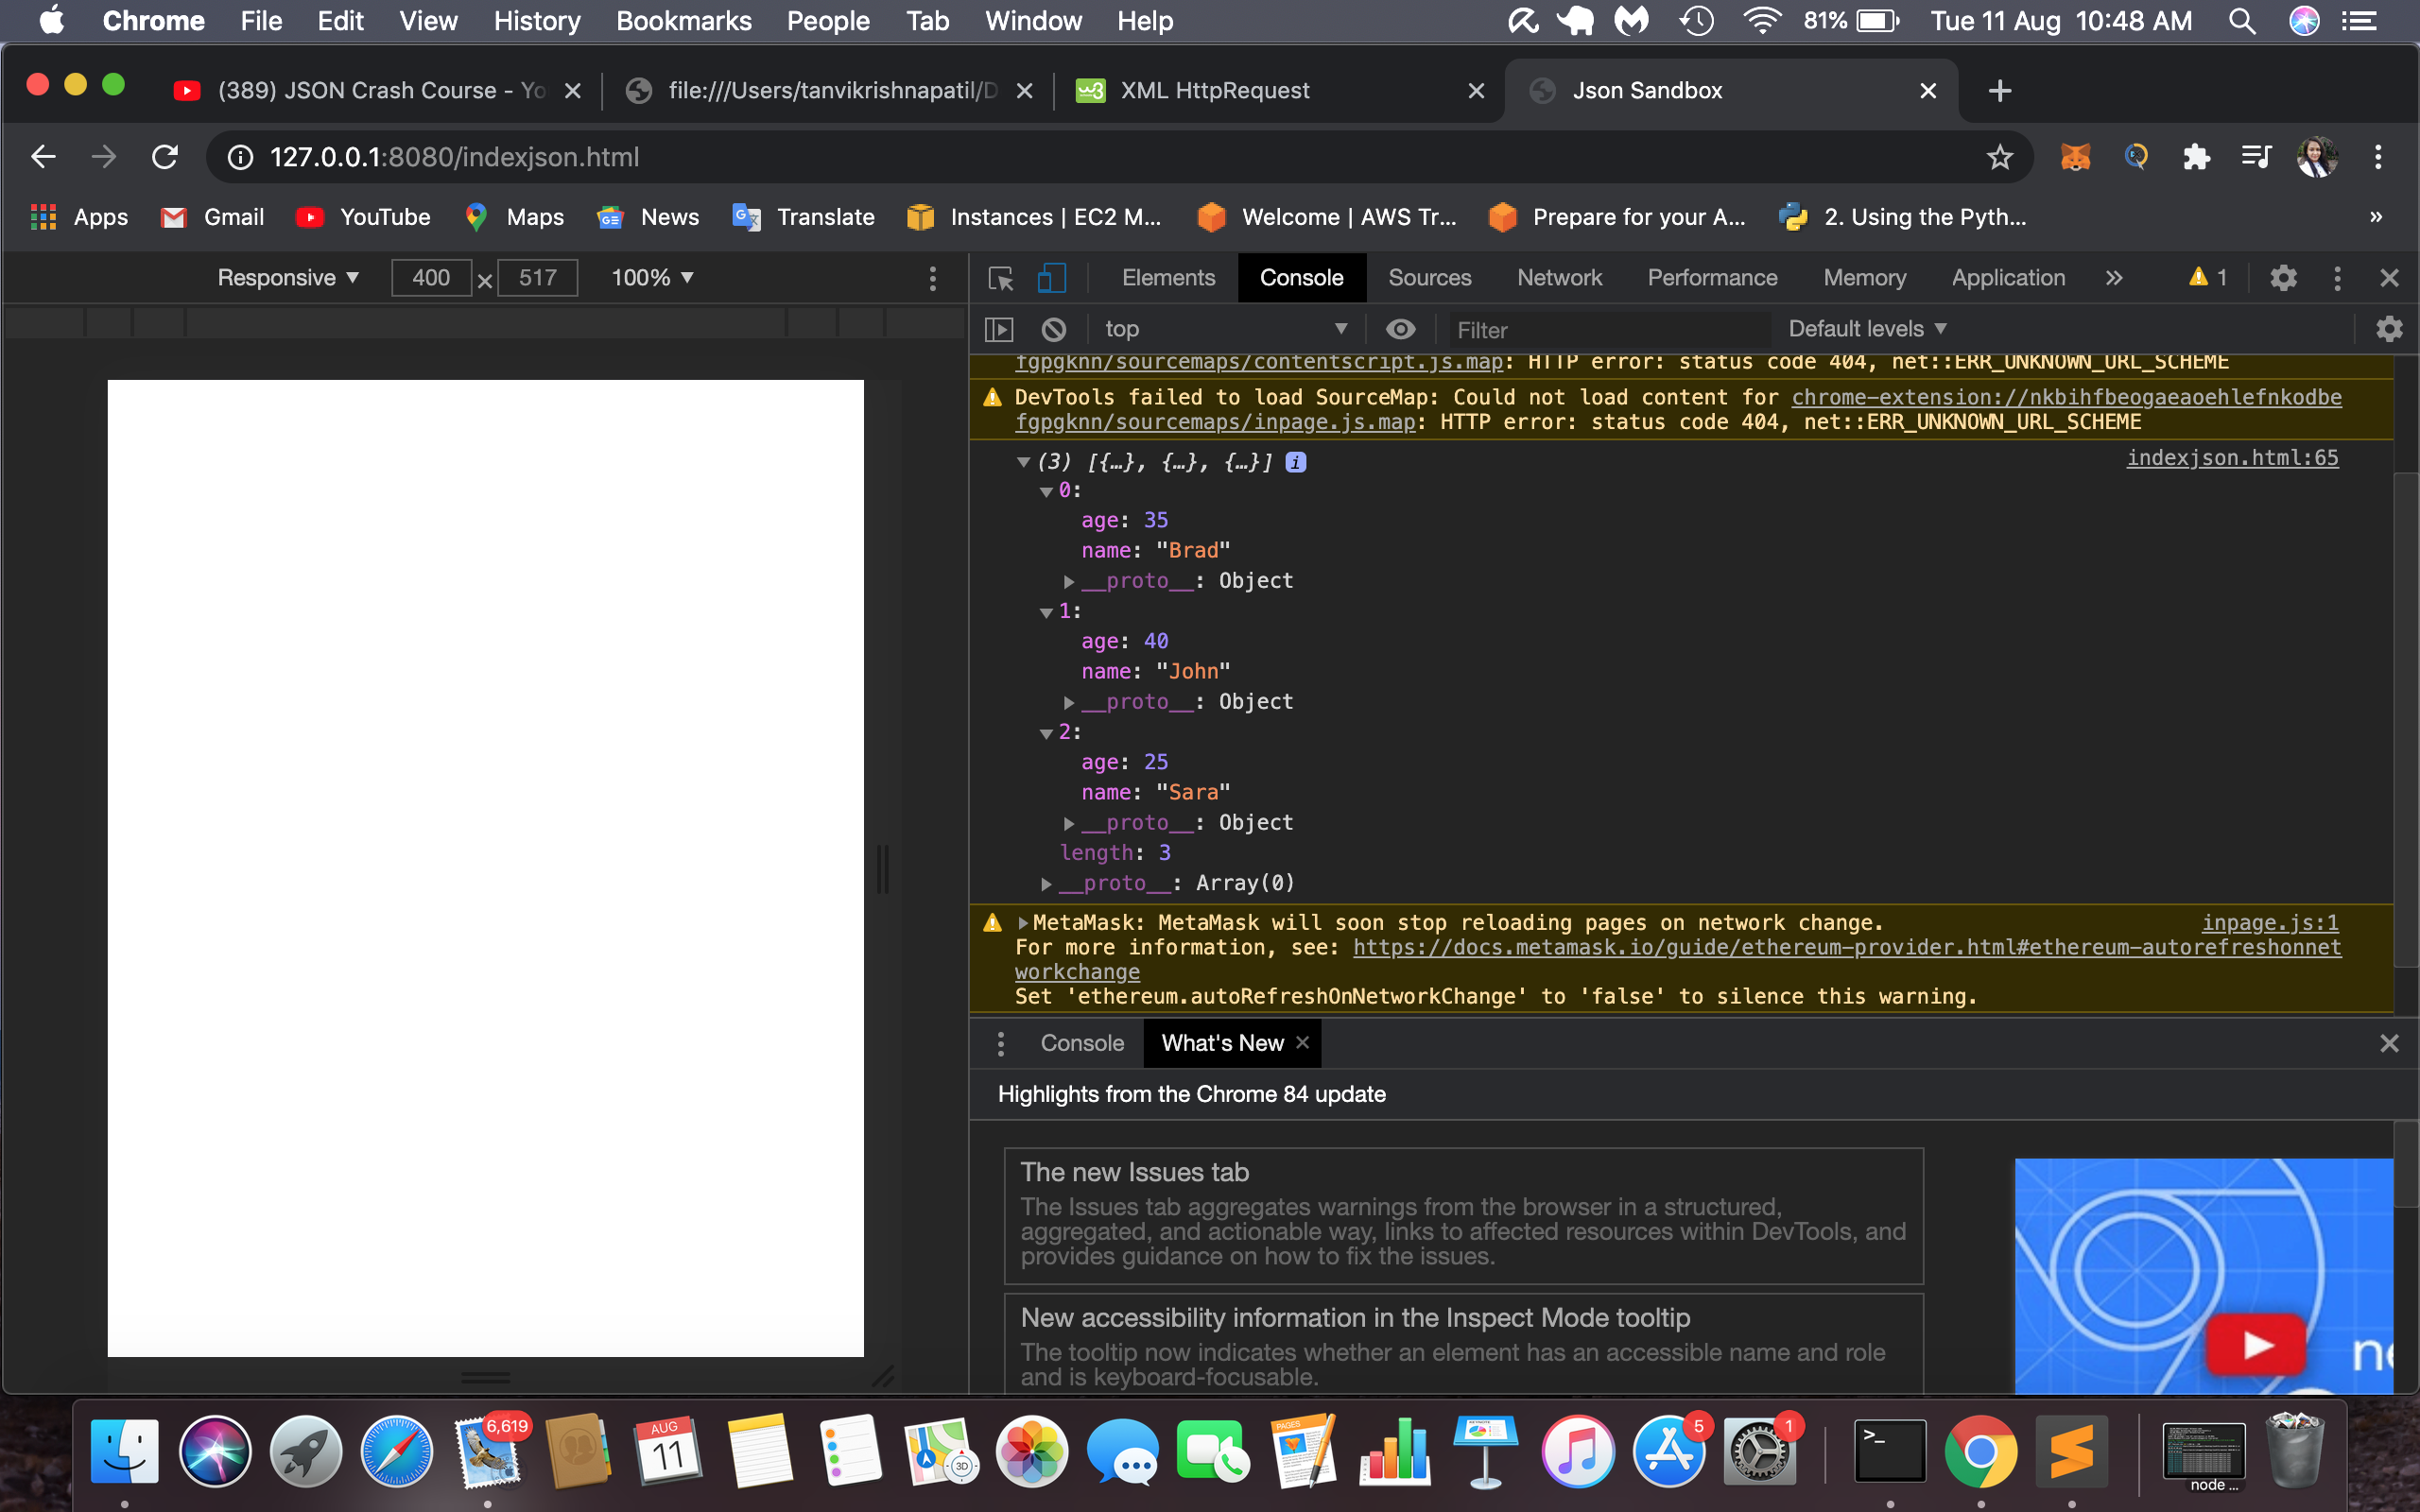 Chrome File Edit View History Bookmarks People Tab Window Help 81% Tue 11 Aug 10:48 AM
(389) JSON Crash Course - Yo file:///Users/tanvikrishnapatil/D XML HttpRequest Json Sandbox
127.0.0.1:8080/indexjson.html
Apps Gmail YouTube Maps News Translate Instances | EC2 M... Welcome | AWS Tr... Prepare for your A... 2. Using the Pyth... »
Responsive ▼ 400 × 517 100% ▼
Elements Console Sources Network Performance Memory Application » 1
top ▼ Filter Default levels ▼
fgpgknn/sourcemaps/contentscript.js.map: HTTP error: status code 404, net::ERR_UNKNOWN_URL_SCHEME
DevTools failed to load SourceMap: Could not load content for chrome-extension://nkbihfbeogaeaoehlefnkodbe
fgpgknn/sourcemaps/inpage.js.map: HTTP error: status code 404, net::ERR_UNKNOWN_URL_SCHEME
▼(3) [{…}, {…}, {…}] i indexjson.html:65
▼0:
age: 35
name: "Brad"
▶__proto__: Object
▼1:
age: 40
name: "John"
▶__proto__: Object
▼2:
age: 25
name: "Sara"
▶__proto__: Object
length: 3
▶__proto__: Array(0)
▶MetaMask: MetaMask will soon stop reloading pages on network change. inpage.js:1
For more information, see: https://docs.metamask.io/guide/ethereum-provider.html#ethereum-autorefreshonnet
workchange
Set 'ethereum.autoRefreshOnNetworkChange' to 'false' to silence this warning.
Console What's New
Highlights from the Chrome 84 update
The new Issues tab
The Issues tab aggregates warnings from the browser in a structured,
aggregated, and actionable way, links to affected resources within DevTools, and
provides guidance on how to fix the issues.
New accessibility information in the Inspect Mode tooltip
The tooltip now indicates whether an element has an accessible name and role
and is keyboard-focusable.
ne
6,619 AUG 11 3D PAGES 5 1 >_ node ...